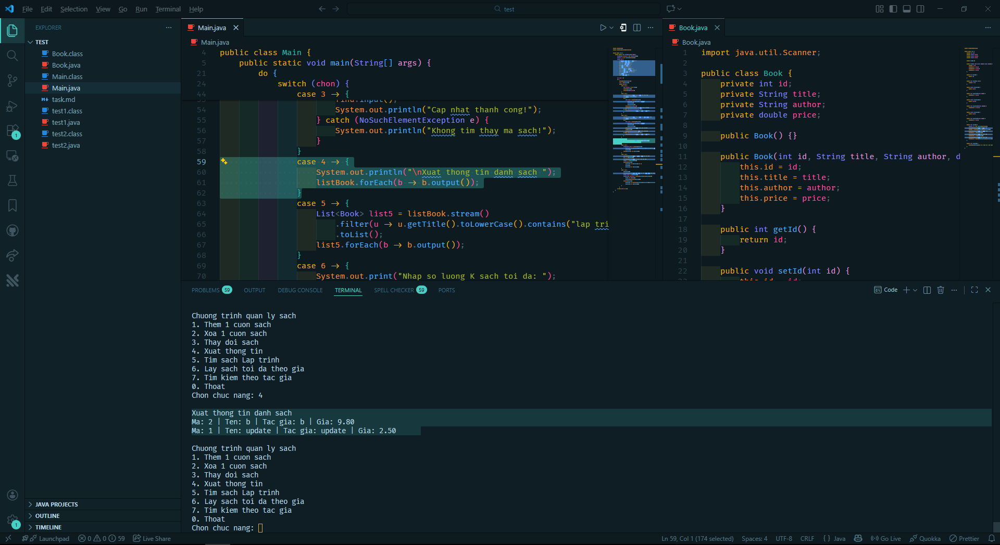 File Edit Selection View Go Run Terminal Help
test
EXPLORER
TEST
Book.class
Book.java
Main.class
Main.java
task.md
test1.class
test1.java
test2.class
test2.java
JAVA PROJECTS
OUTLINE
TIMELINE
Main.java
Main.java
4 public class Main {
5 public static void main(String[] args) {
21 do {
24 switch (chon) {
44 case 3 -> {
54 System.out.println("Cap nhat thanh cong!");
55 } catch (NoSuchElementException e) {
56 System.out.println("Khong tim thay ma sach!");
57 }
58 }
59 case 4 -> {
60 System.out.println("\nXuat thong tin danh sach ");
61 listBook.forEach(b -> b.output());
62 }
63 case 5 -> {
64 List<Book> list5 = listBook.stream()
65 .filter(u -> u.getTitle().toLowerCase().contains("lap tri
66 .toList();
67 list5.forEach(b -> b.output());
68 }
69 case 6 -> {
70 System.out.print("Nhap so luong K sach toi da: ");
Book.java
Book.java
1 import java.util.Scanner;
2
3 public class Book {
4 private int id;
5 private String title;
6 private String author;
7 private double price;
8
9 public Book() {}
10
11 public Book(int id, String title, String author, d
12 this.id = id;
13 this.title = title;
14 this.author = author;
15 this.price = price;
16 }
17
18 public int getId() {
19 return id;
20 }
21
22 public void setId(int id) {
PROBLEMS 59 OUTPUT DEBUG CONSOLE TERMINAL SPELL CHECKER 59 PORTS
Code
Chuong trinh quan ly sach
1. Them 1 cuon sach
2. Xoa 1 cuon sach
3. Thay doi sach
4. Xuat thong tin
5. Tim sach Lap trinh
6. Lay sach toi da theo gia
7. Tim kiem theo tac gia
0. Thoat
Chon chuc nang: 4
Xuat thong tin danh sach
Ma: 2 | Ten: b | Tac gia: b | Gia: 9.80
Ma: 1 | Ten: update | Tac gia: update | Gia: 2.50
Chuong trinh quan ly sach
1. Them 1 cuon sach
2. Xoa 1 cuon sach
3. Thay doi sach
4. Xuat thong tin
5. Tim sach Lap trinh
6. Lay sach toi da theo gia
7. Tim kiem theo tac gia
0. Thoat
Chon chuc nang:
1
1
Launchpad 0 0 59 Live Share
Ln 59, Col 1 (174 selected) Spaces: 4 UTF-8 CRLF { } Java Go Live Quokka Prettier